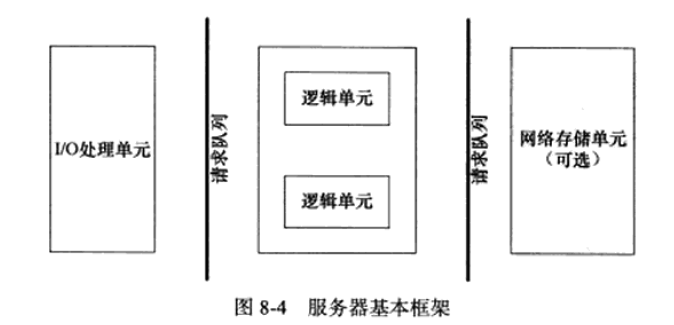 I/O处理单元
请求队列
逻辑单元
逻辑单元
请求队列
网络存储单元
（可选）
图 8-4 服务器基本框架